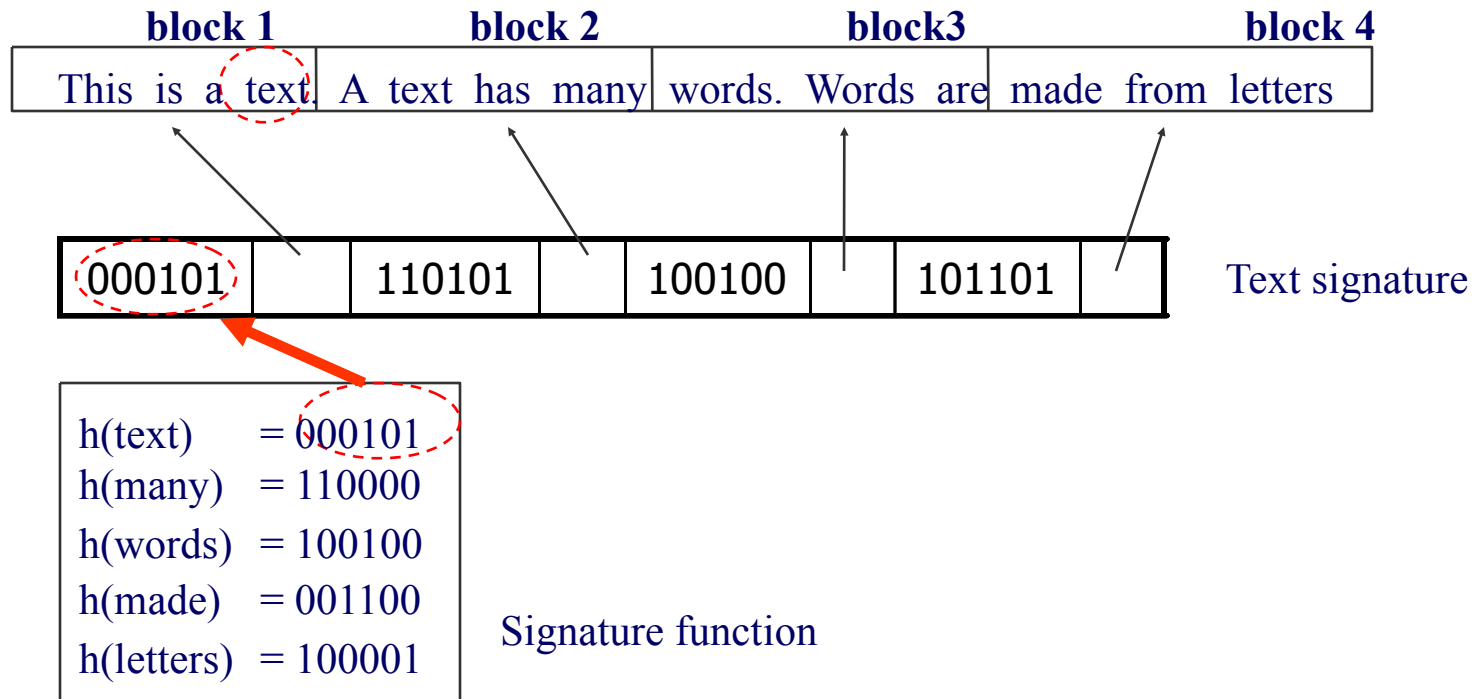 block 1 block 2 block3 block 4
This is a text. A text has many words. Words are made from letters
000101 110101 100100 101101 Text signature
h(text) = 000101
h(many) = 110000
h(words) = 100100
h(made) = 001100
Signature function
h(letters) = 100001